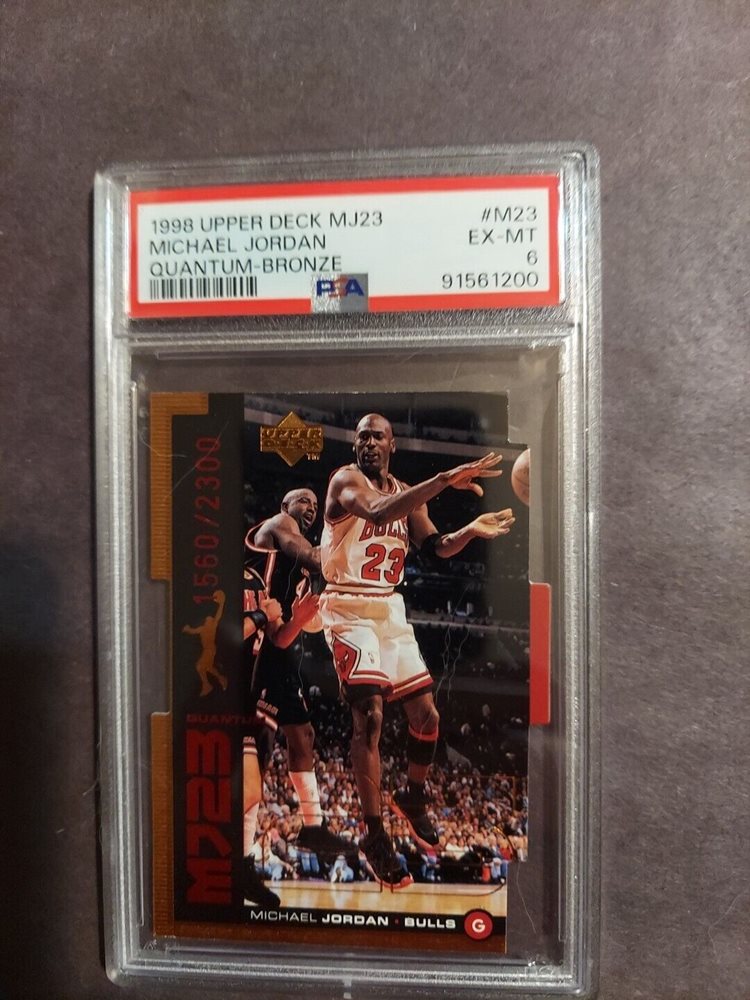 1998 UPPER DECK MJ23 #M23
MICHAEL JORDAN EX-MT
QUANTUM-BRONZE 6
PSA 91561200
UPPER
DECK
TM
1560/2300
BULLS
23
QUANTUM
MJ23
MICHAEL JORDAN · BULLS G